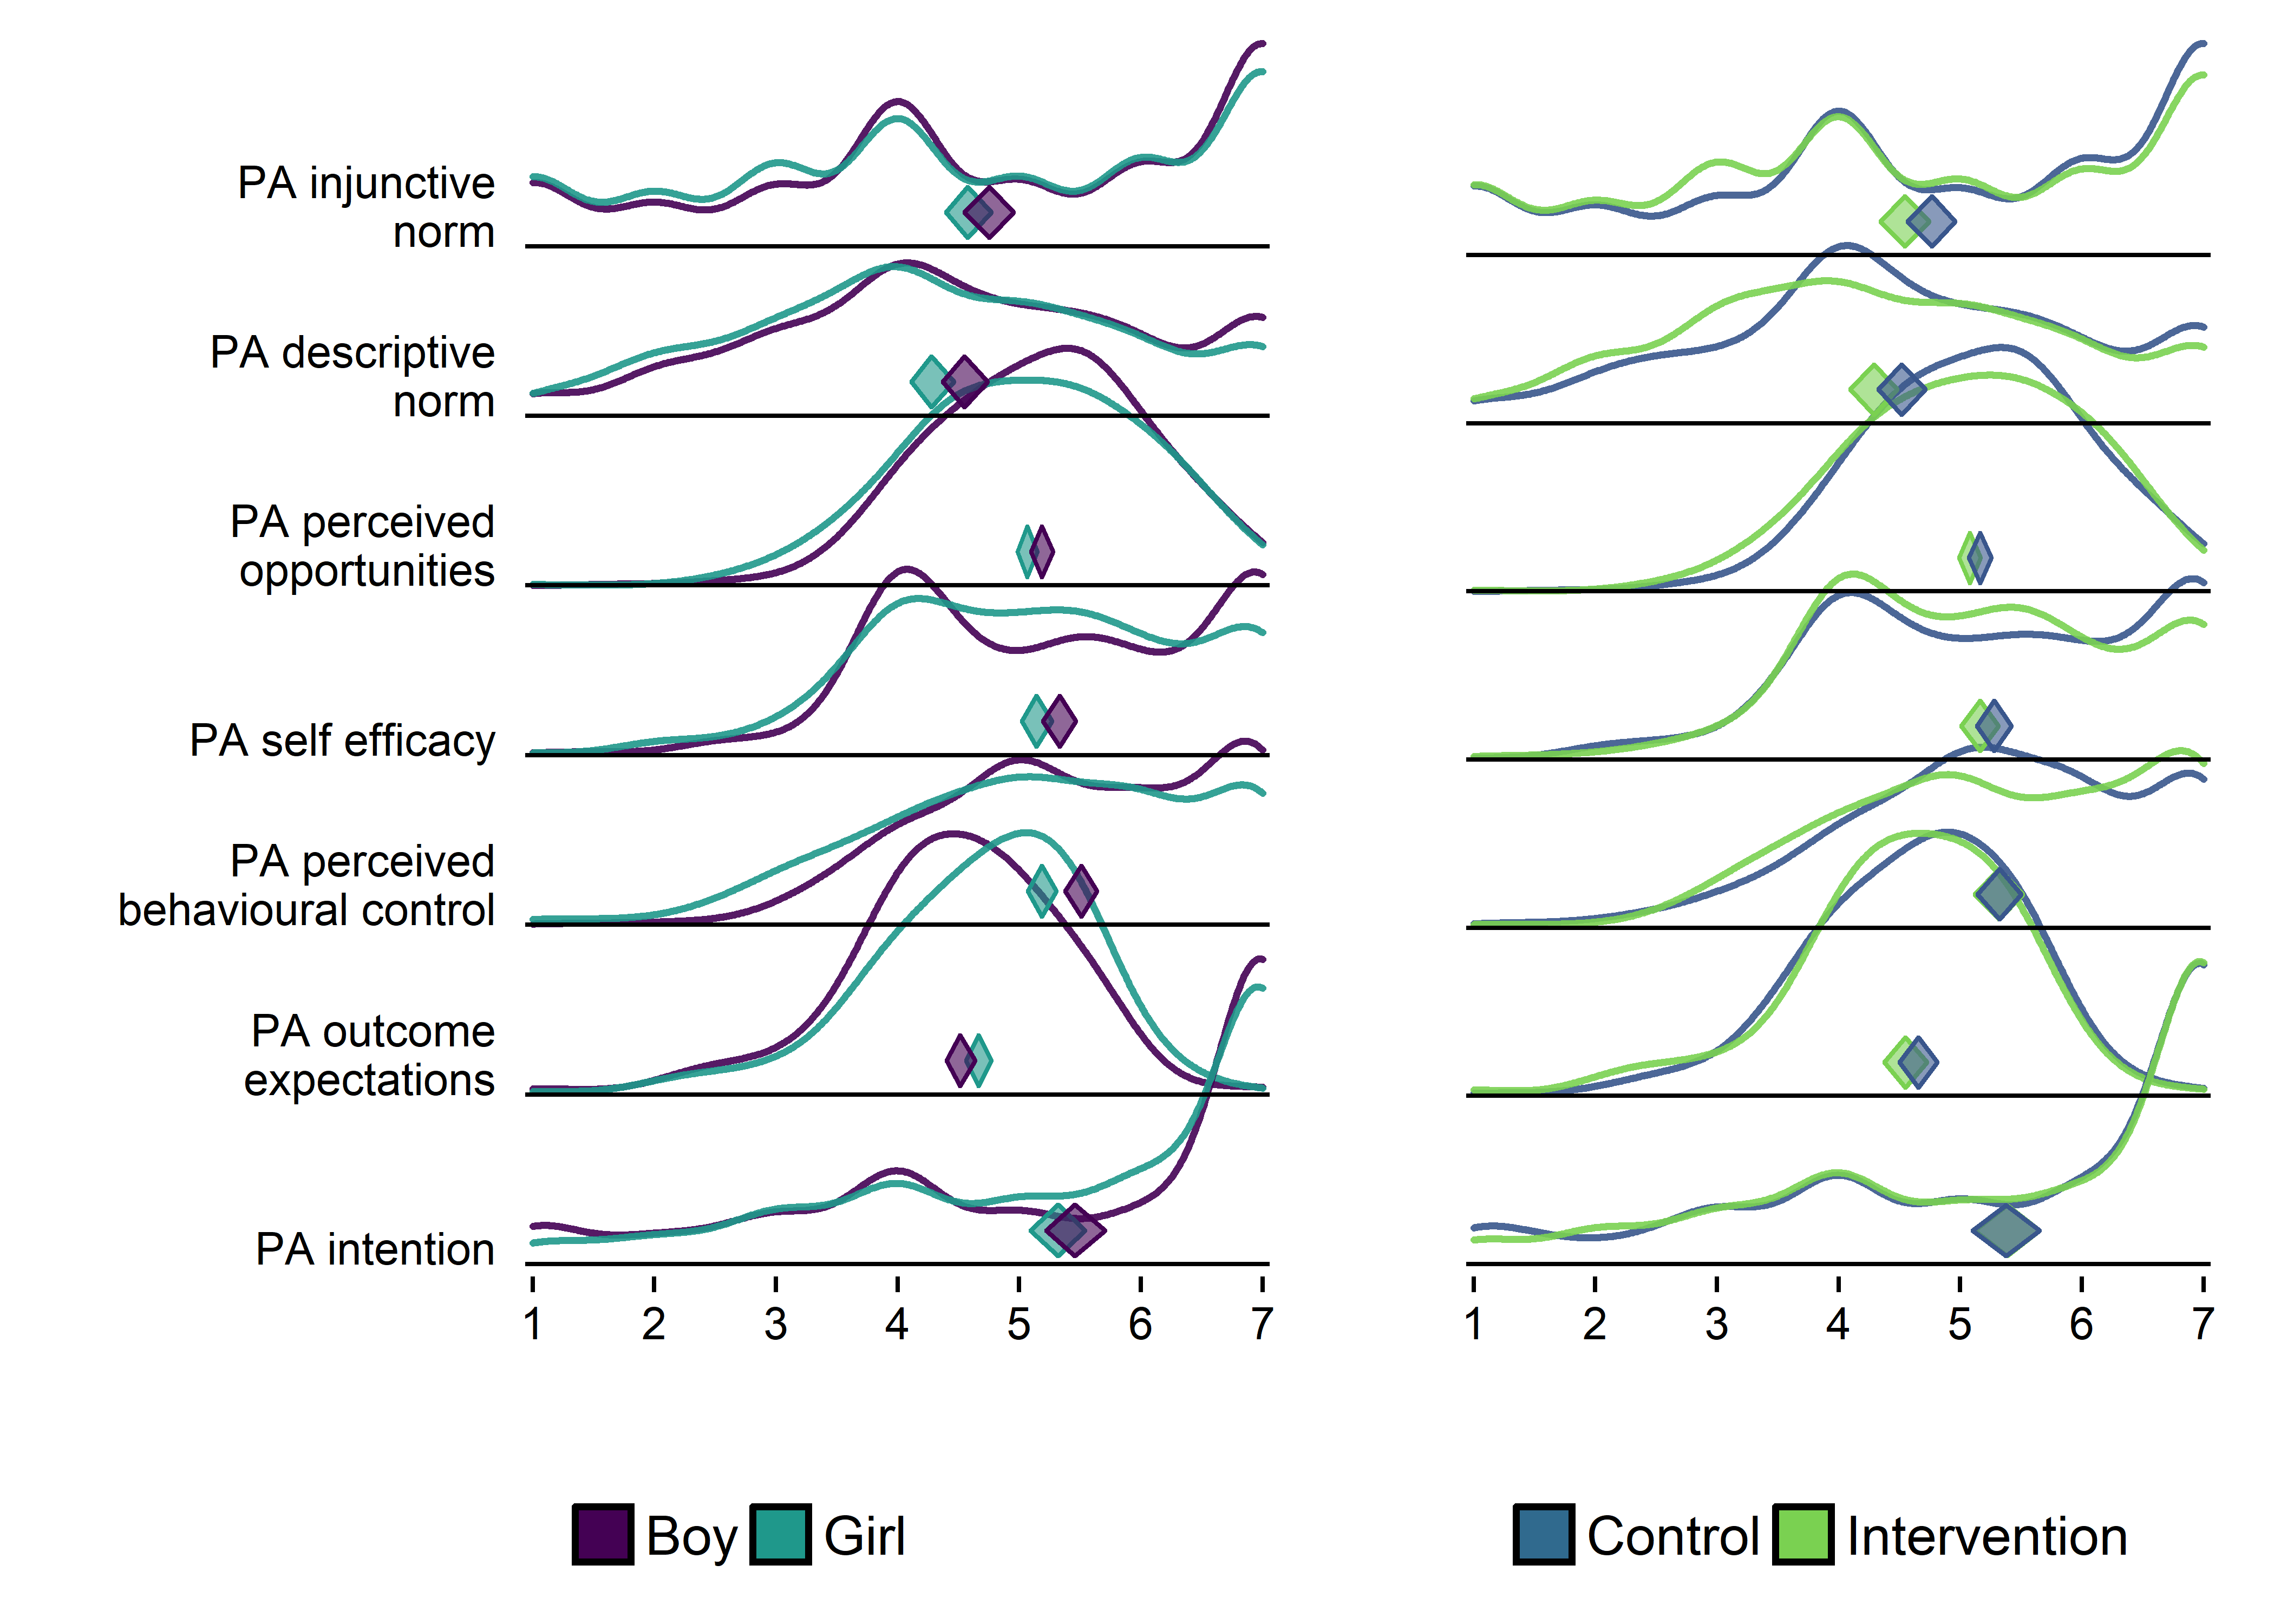 PA injunctive
norm
PA descriptive
norm
PA perceived
opportunities
PA self efficacy
PA perceived
behavioural control
PA outcome
expectations
PA intention
1 2 3 4 5 6 7
1 2 3 4 5 6 7
Boy Girl
Control Intervention